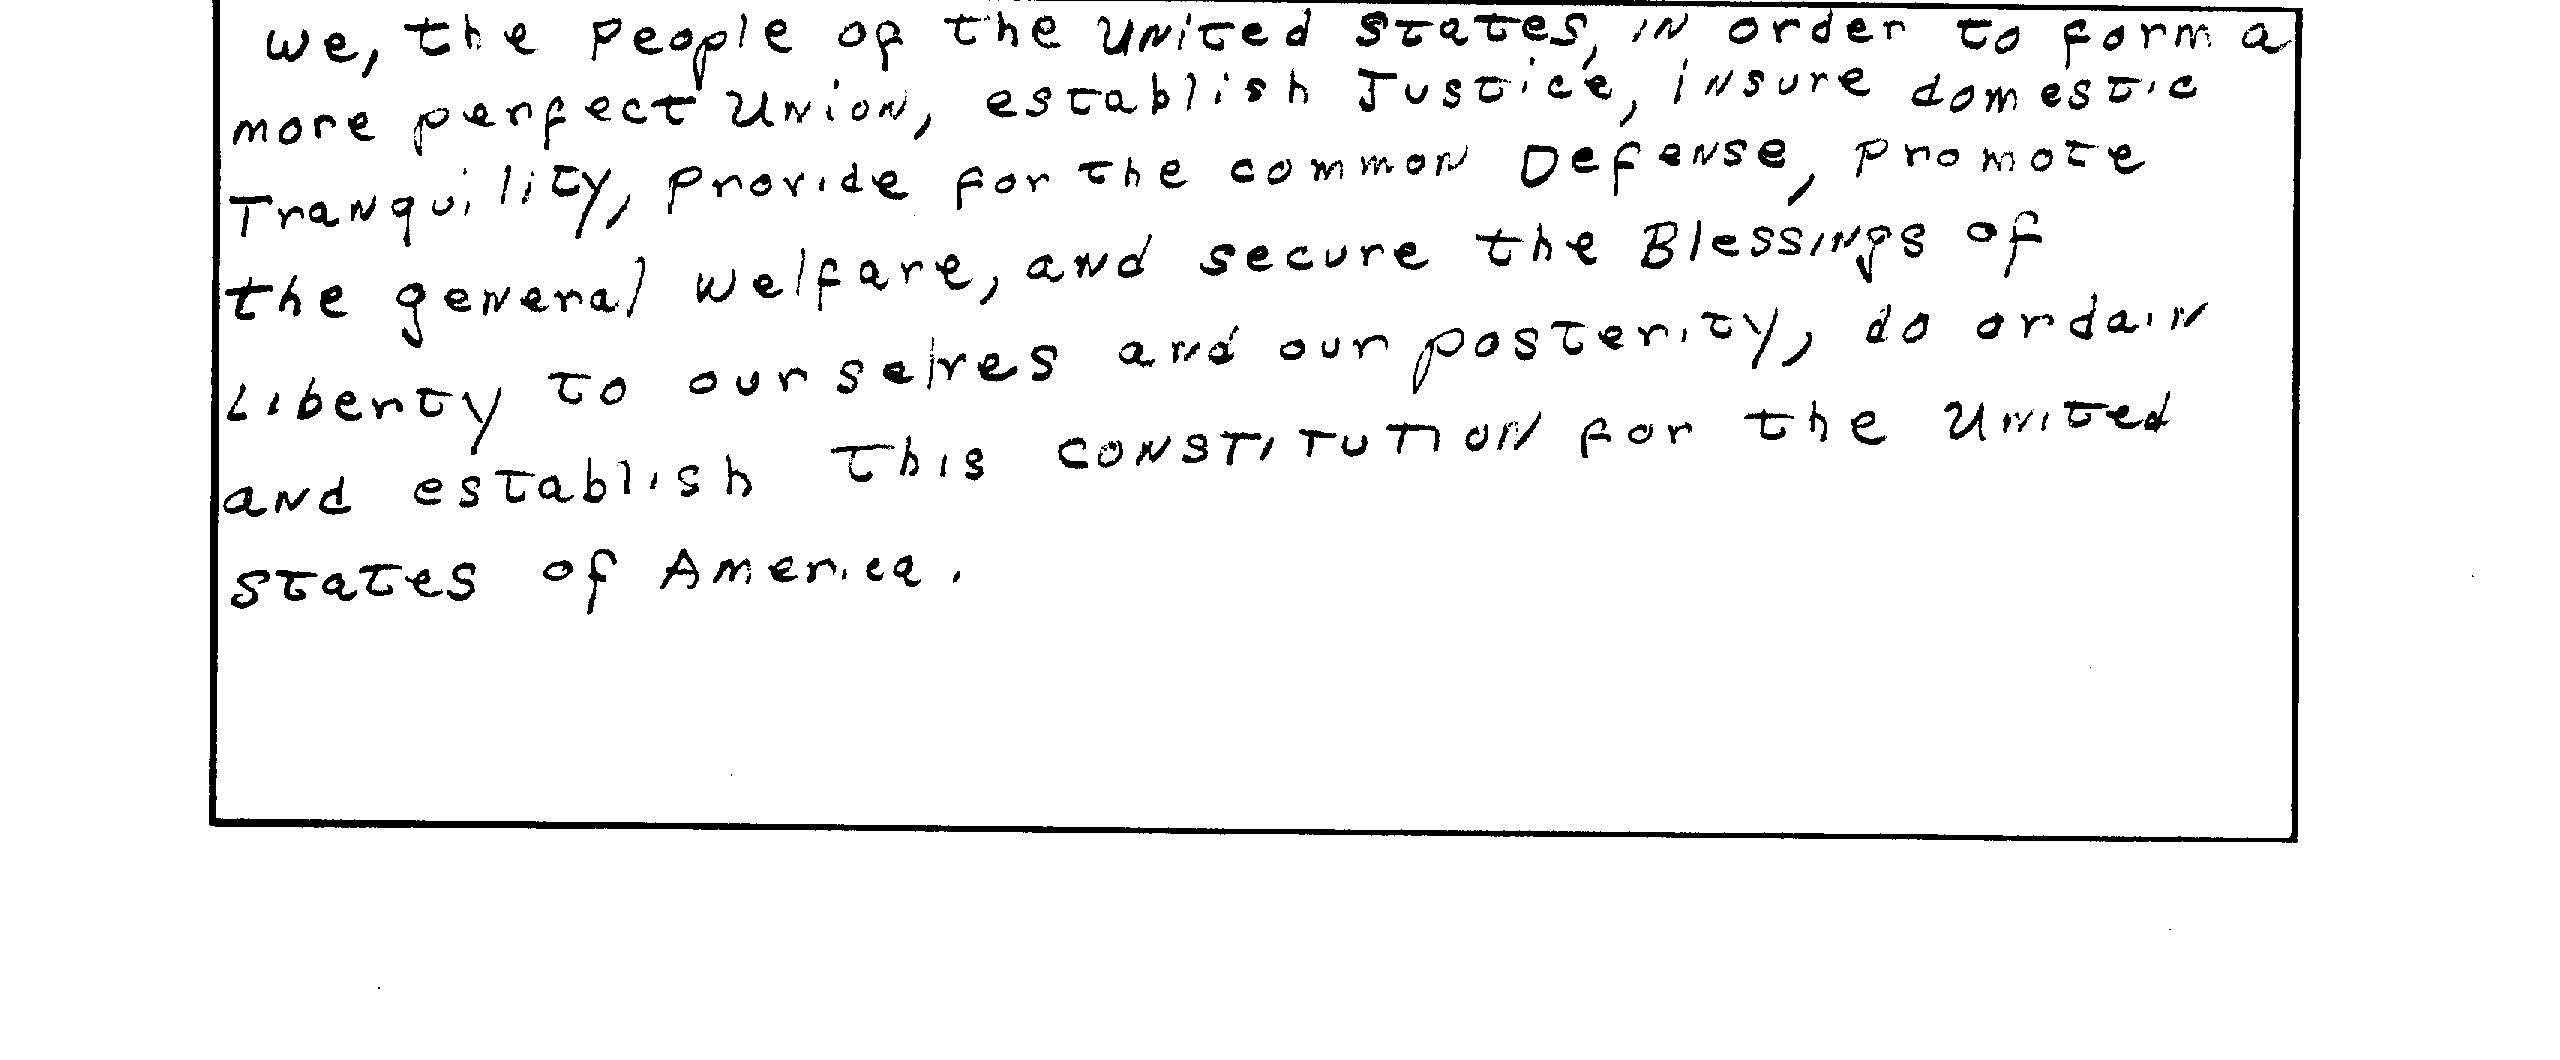 We, the People of the United States, in order to form a
more perfect Union, establish Justice, insure domestic
Tranquility, provide for the common Defense, promote
the general Welfare, and secure the Blessings of
Liberty to ourselves and our posterity, do ordain
and establish this CONSTITUTION for the United
States of America.